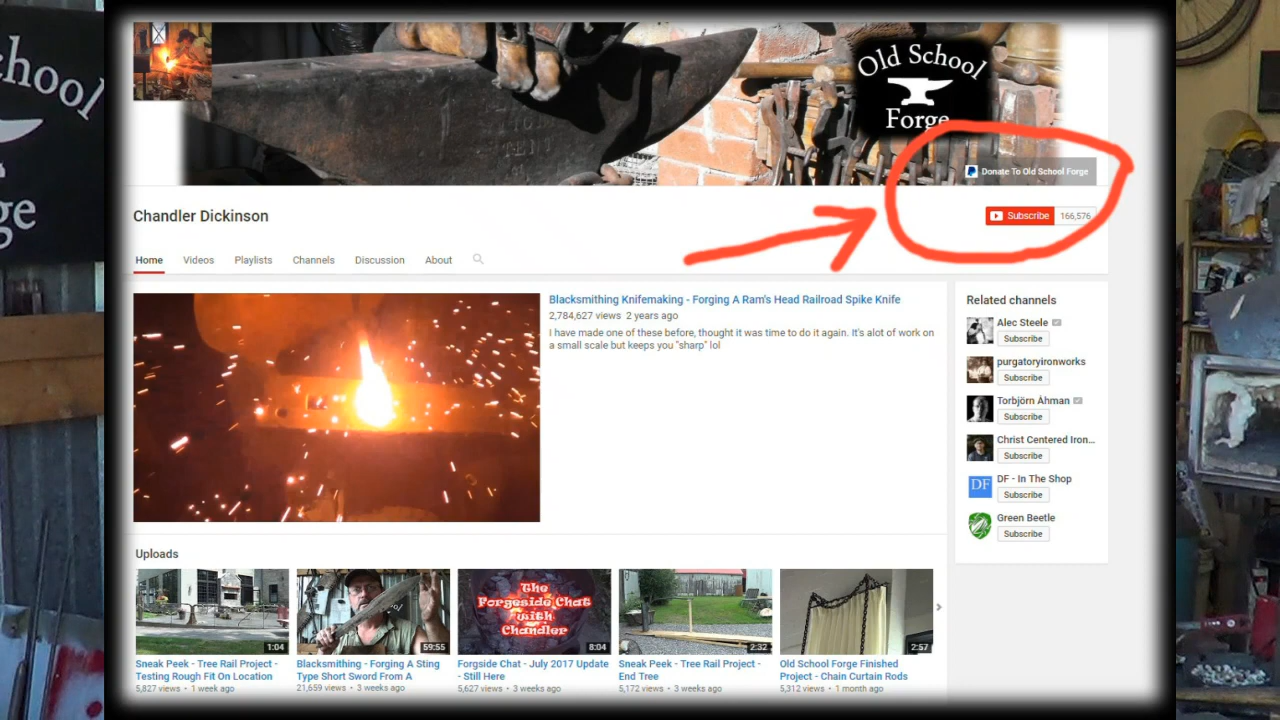 chool
ge
Old School
Forge
Donate To Old School Forge
Chandler Dickinson
Subscribe 166,576
Home Videos Playlists Channels Discussion About
Blacksmithing Knifemaking - Forging A Ram's Head Railroad Spike Knife
2,784,627 views 2 years ago
I have made one of these before, thought it was time to do it again. It's alot of work on
a small scale but keeps you "sharp" lol
Related channels
Alec Steele
Subscribe
purgatoryironworks
Subscribe
Torbjörn Åhman
Subscribe
Christ Centered Iron...
Subscribe
DF
DF - In The Shop
Subscribe
Green Beetle
Subscribe
Uploads
1:04
Sneak Peek - Tree Rail Project -
Testing Rough Fit On Location
5,827 views • 1 week ago
59:55
Blacksmithing - Forging A Sting
Type Short Sword From A
21,659 views • 3 weeks ago
The
Forgeside Chat
with
Chandler
8:04
Forgside Chat - July 2017 Update
- Still Here
5,627 views • 3 weeks ago
2:32
Sneak Peek - Tree Rail Project -
End Tree
5,172 views • 3 weeks ago
2:57
Old School Forge Finished
Project - Chain Curtain Rods
5,312 views • 1 month ago